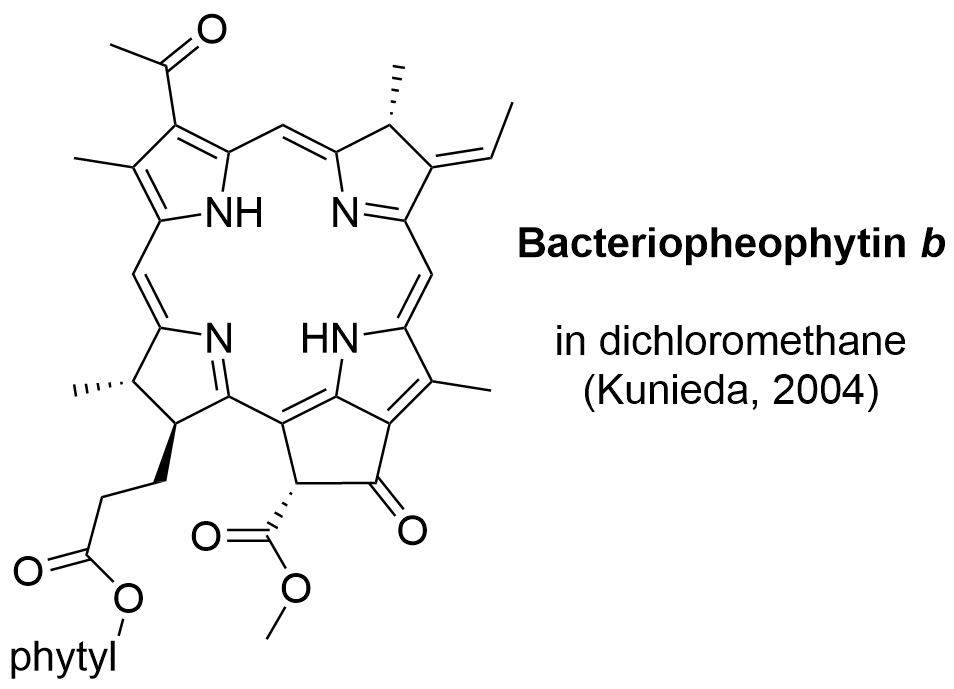 O
NH
N
Bacteriopheophytin b
N
HN
in dichloromethane
(Kunieda, 2004)
O
O
O
O
O
phytyl